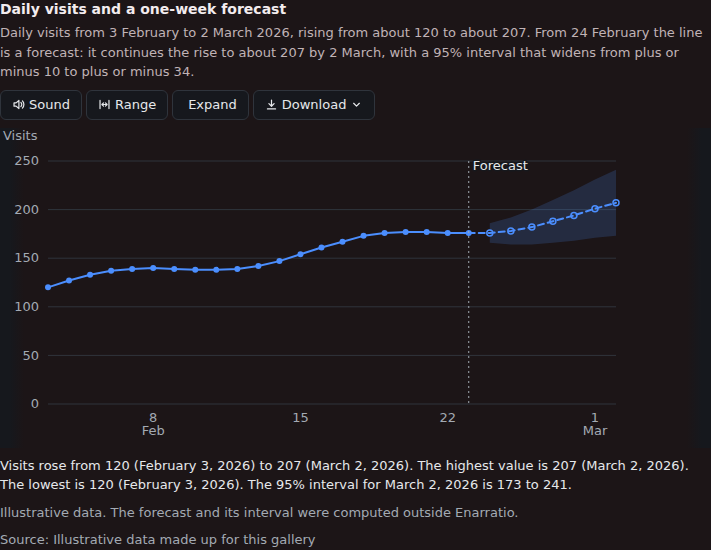 Daily visits and a one-week forecast
Daily visits from 3 February to 2 March 2026, rising from about 120 to about 207. From 24 February the line
is a forecast: it continues the rise to about 207 by 2 March, with a 95% interval that widens from plus or
minus 10 to plus or minus 34.
Sound Range Expand Download
Visits
250
Forecast
200
150
100
50
0
8 15 22 1
Feb Mar
Visits rose from 120 (February 3, 2026) to 207 (March 2, 2026). The highest value is 207 (March 2, 2026).
The lowest is 120 (February 3, 2026). The 95% interval for March 2, 2026 is 173 to 241.
Illustrative data. The forecast and its interval were computed outside Enarratio.
Source: Illustrative data made up for this gallery